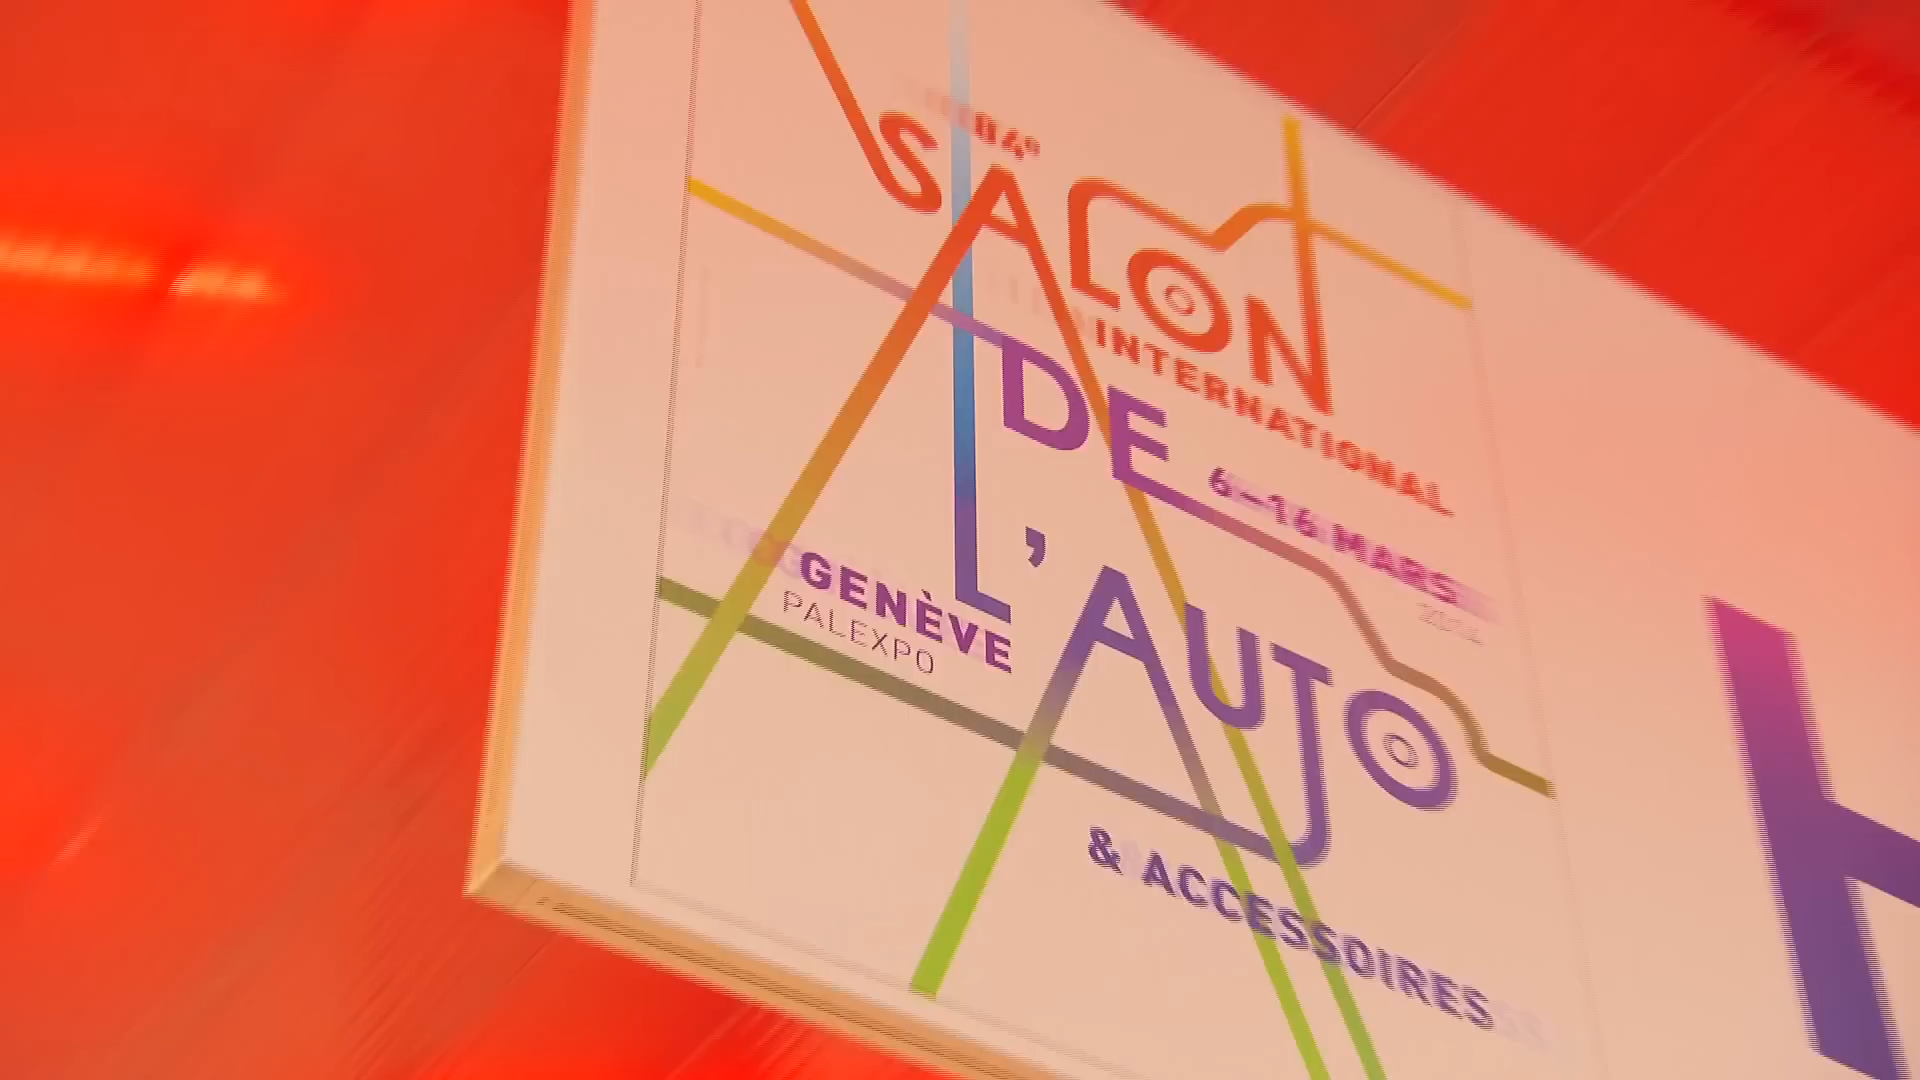 84e
SALON
INTERNATIONAL
DE
6–16 MARS
2014
L'AUTO
GENÈVE
PALEXPO
& ACCESSOIRES
H